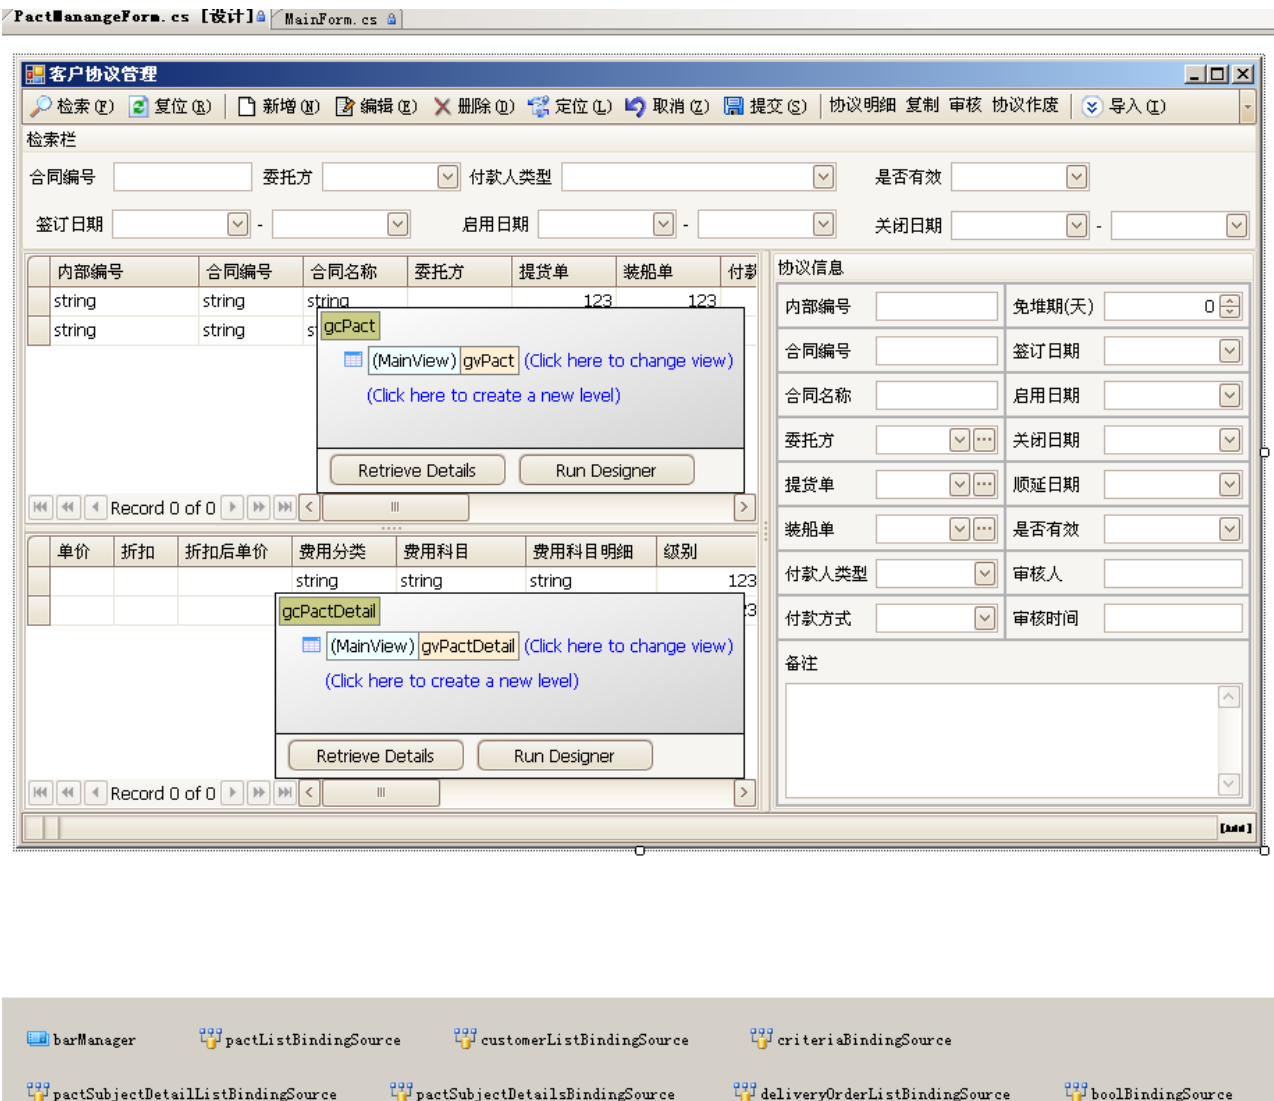 PactManangeForm.cs [设计] MainForm.cs
客户协议管理
检索(F) 复位(R) 新增(N) 编辑(E) 删除(D) 定位(L) 取消(Z) 提交(S) 协议明细 复制 审核 协议作废 导入(I)
检索栏
合同编号 委托方 付款人类型 是否有效
签订日期 - 启用日期 - 关闭日期 -
内部编号 合同编号 合同名称 委托方 提货单 装船单 付款
string string string 123 123
string string s
gcPact
(MainView) gvPact (Click here to change view)
(Click here to create a new level)
Retrieve Details Run Designer
Record 0 of 0
单价 折扣 折扣后单价 费用分类 费用科目 费用科目明细 级别
string string string 123
23
gcPactDetail
(MainView) gvPactDetail (Click here to change view)
(Click here to create a new level)
Retrieve Details Run Designer
Record 0 of 0
协议信息
内部编号 免堆期(天) 0
合同编号 签订日期
合同名称 启用日期
委托方 关闭日期
提货单 顺延日期
装船单 是否有效
付款人类型 审核人
付款方式 审核时间
备注
[Add]
barManager pactListBindingSource customerListBindingSource criteriaBindingSource
pactSubjectDetailListBindingSource pactSubjectDetailsBindingSource deliveryOrderListBindingSource boolBindingSource